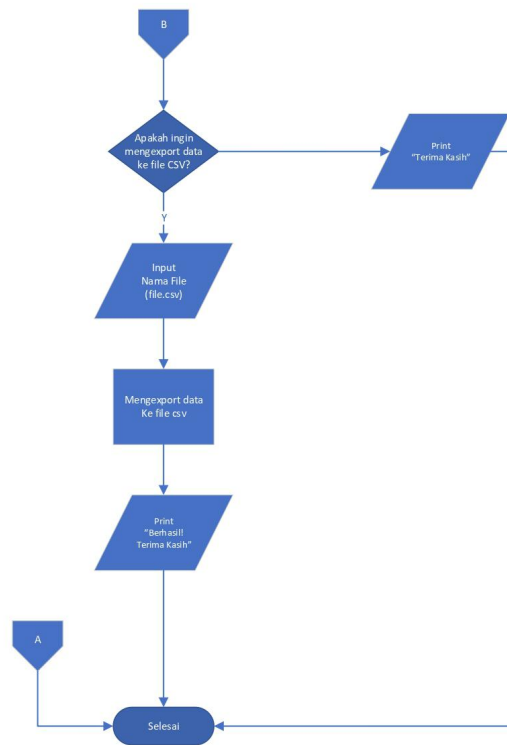 B
Apakah ingin
mengexport data
ke file CSV?
Print
"Terima Kasih"
Y
Input
Nama File
(file.csv)
Mengexport data
Ke file csv
Print
"Berhasil!
Terima Kasih"
A
Selesai